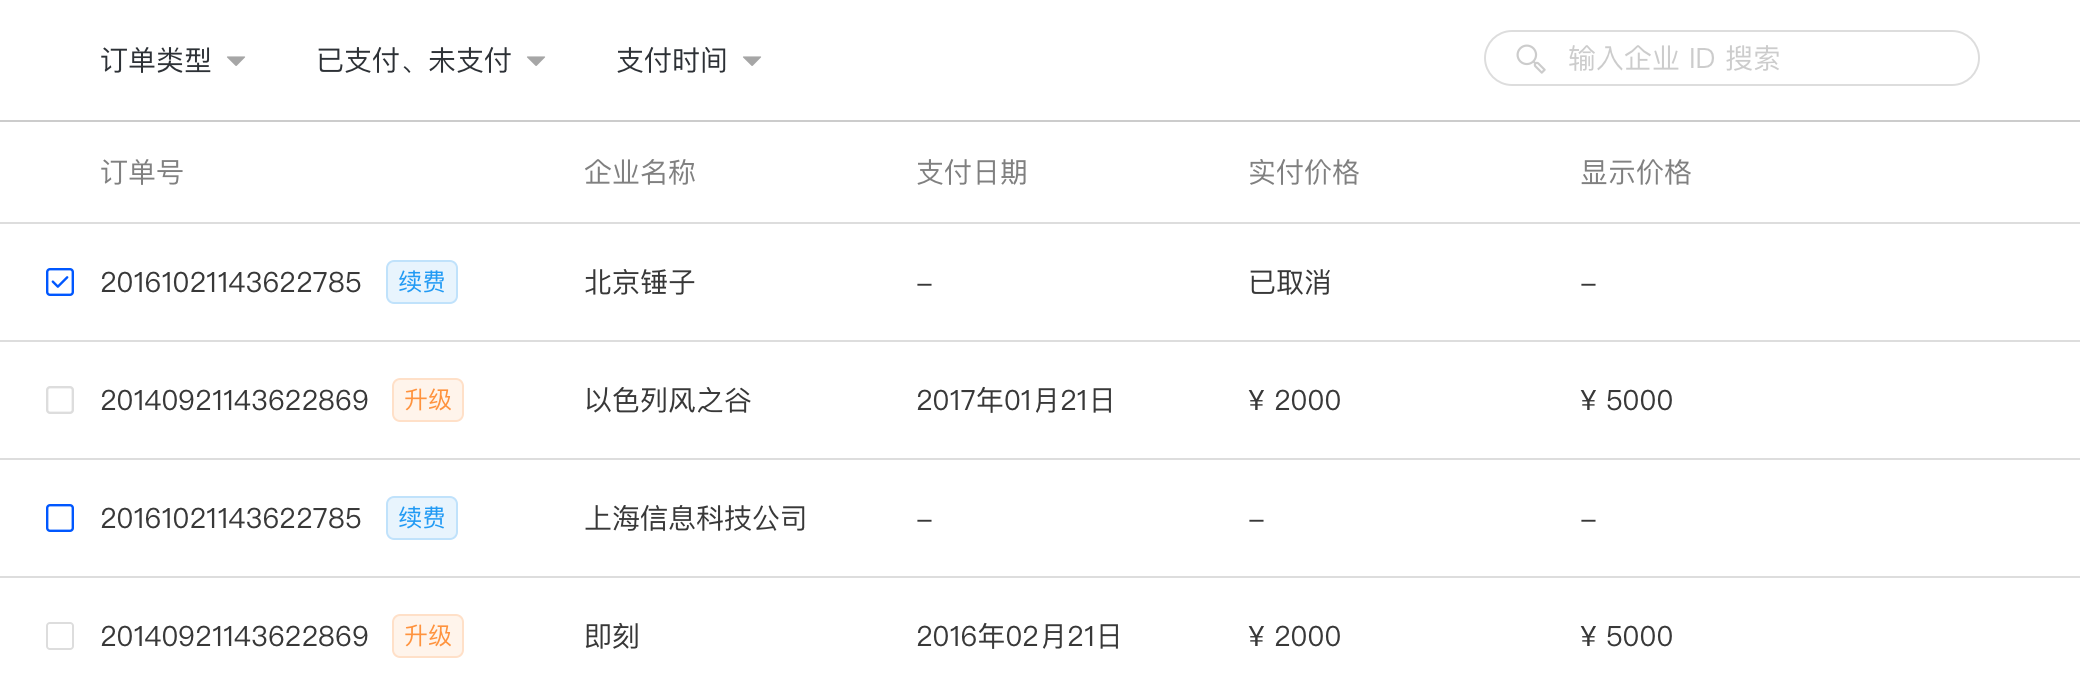 订单类型 已支付、未支付 支付时间 输入企业 ID 搜索
订单号 企业名称 支付日期 实付价格 显示价格
20161021143622785 续费 北京锤子 – 已取消 –
20140921143622869 升级 以色列风之谷 2017年01月21日 ¥ 2000 ¥ 5000
20161021143622785 续费 上海信息科技公司 – – –
20140921143622869 升级 即刻 2016年02月21日 ¥ 2000 ¥ 5000